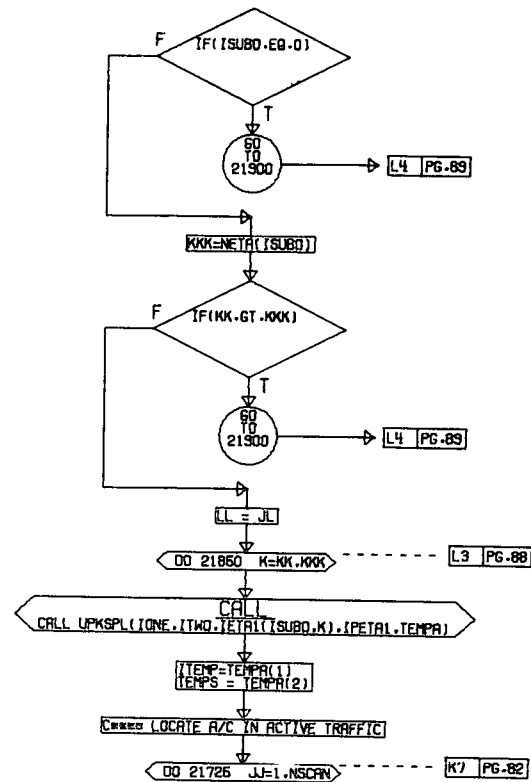 F
IF(ISUBO.EQ.0)
T
GO
TO
21900
L4 PG.89
KKK=NETA(ISUBO)
F
IF(KK.GT.KKK)
T
GO
TO
21900
L4 PG.89
LL = JL
DO 21850 K=KK.KKK
L3 PG.88
CALL
CALL UPKSPL(IONE.ITWO.IETA1(ISUBO.K).IPETA1.TEMPA)
ITEMP=TEMPA(1)
TEMPS = TEMPA(2)
C**** LOCATE A/C IN ACTIVE TRAFFIC
DO 21725 JJ=1.NSCAN
K7 PG.82